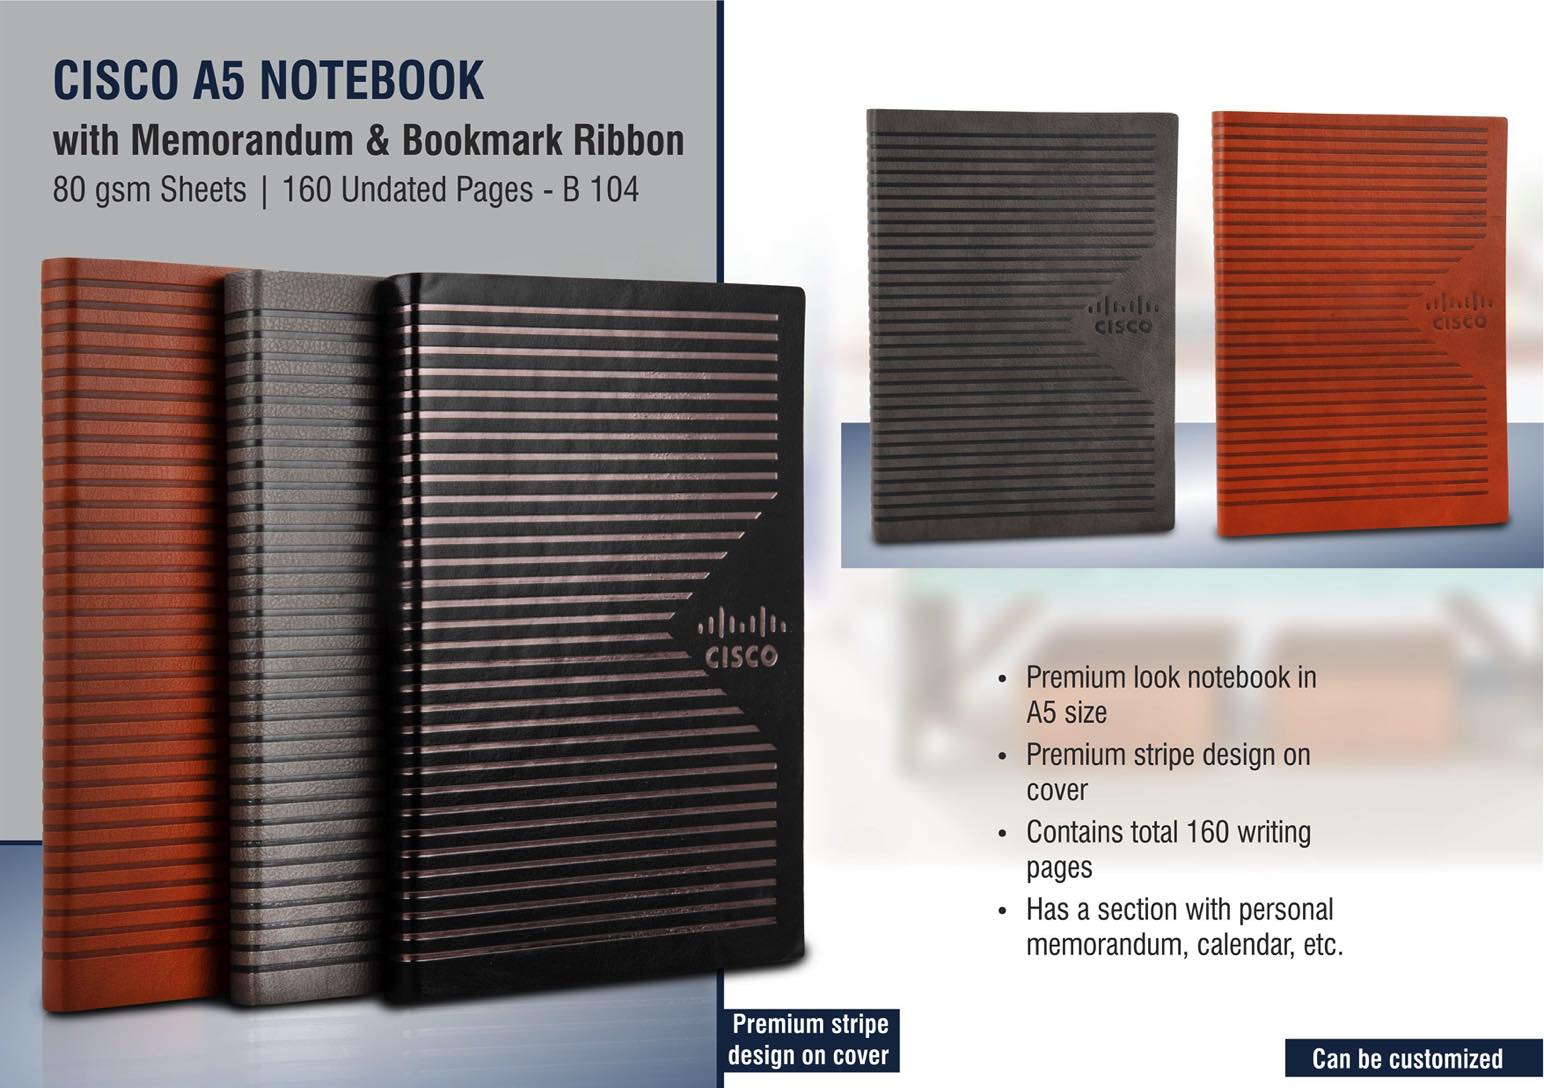 CISCO A5 NOTEBOOK
with Memorandum & Bookmark Ribbon
80 gsm Sheets | 160 Undated Pages - B 104
CISCO
CISCO
CISCO
• Premium look notebook in
A5 size
• Premium stripe design on
cover
• Contains total 160 writing
pages
• Has a section with personal
memorandum, calendar, etc.
Premium stripe
design on cover
Can be customized